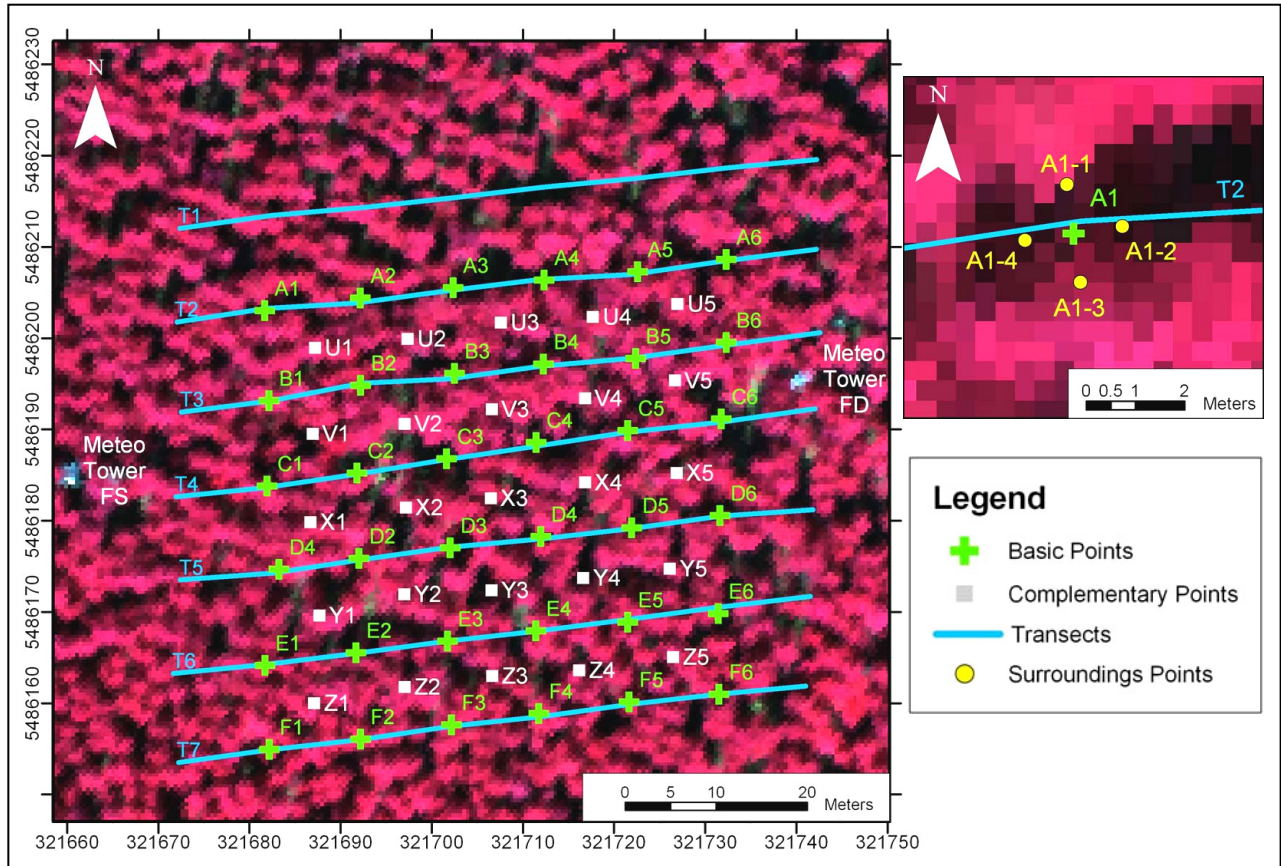 N
5486230
5486220
5486210
5486200
5486190
5486180
5486170
5486160
T1
T2
A1
A2
A3
A4
A5
A6
U1
U2
U3
U4
U5
T3
B1
B2
B3
B4
B5
B6
Meteo
Tower
FD
V1
V2
V3
V4
V5
Meteo
Tower
FS
T4
C1
C2
C3
C4
C5
C6
X1
X2
X3
X4
X5
T5
D4
D2
D3
D4
D5
D6
Y1
Y2
Y3
Y4
Y5
T6
E1
E2
E3
E4
E5
E6
Z1
Z2
Z3
Z4
Z5
T7
F1
F2
F3
F4
F5
F6
0 5 10 20
Meters
321660 321670 321680 321690 321700 321710 321720 321730 321740 321750
N
A1-1
A1
T2
A1-4
A1-2
A1-3
0 0.5 1 2
Meters
Legend
Basic Points
Complementary Points
Transects
Surroundings Points